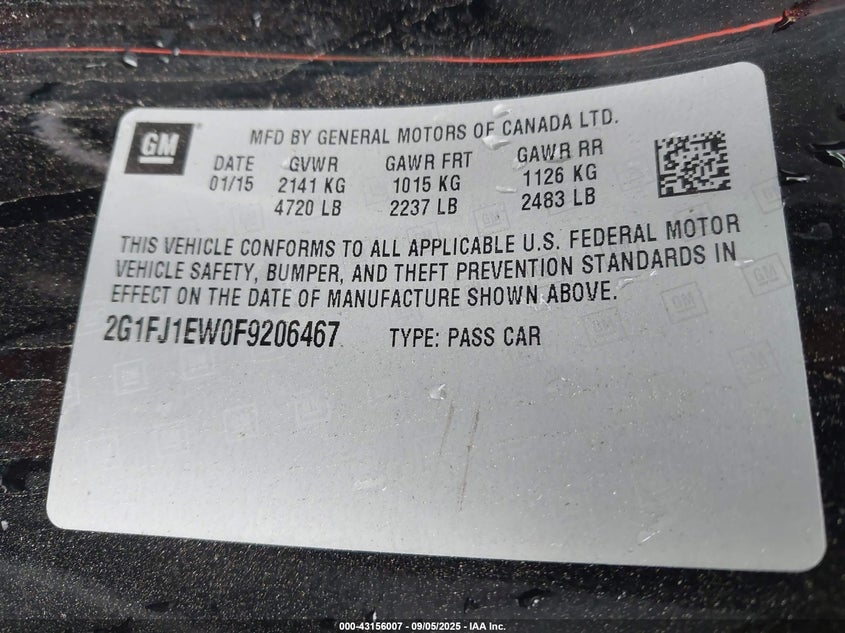 GM
MFD BY GENERAL MOTORS OF CANADA LTD.
DATE GVWR GAWR FRT GAWR RR
01/15 2141 KG 1015 KG 1126 KG
4720 LB 2237 LB 2483 LB
THIS VEHICLE CONFORMS TO ALL APPLICABLE U.S. FEDERAL MOTOR
VEHICLE SAFETY, BUMPER, AND THEFT PREVENTION STANDARDS IN
EFFECT ON THE DATE OF MANUFACTURE SHOWN ABOVE.
2G1FJ1EW0F9206467 TYPE: PASS CAR
000-43156007 - 09/05/2025 - IAA Inc.